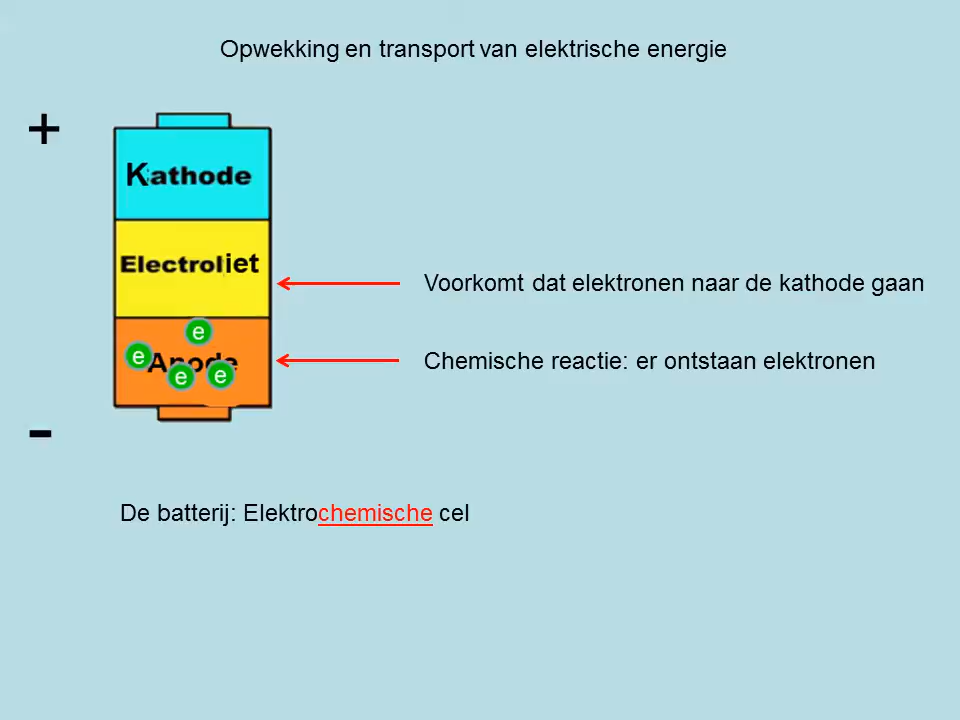 Opwekking en transport van elektrische energie
+
Kathode
Electroliet
Voorkomt dat elektronen naar de kathode gaan
e
e Anode
e e
Chemische reactie: er ontstaan elektronen
-
De batterij: Elektrochemische cel